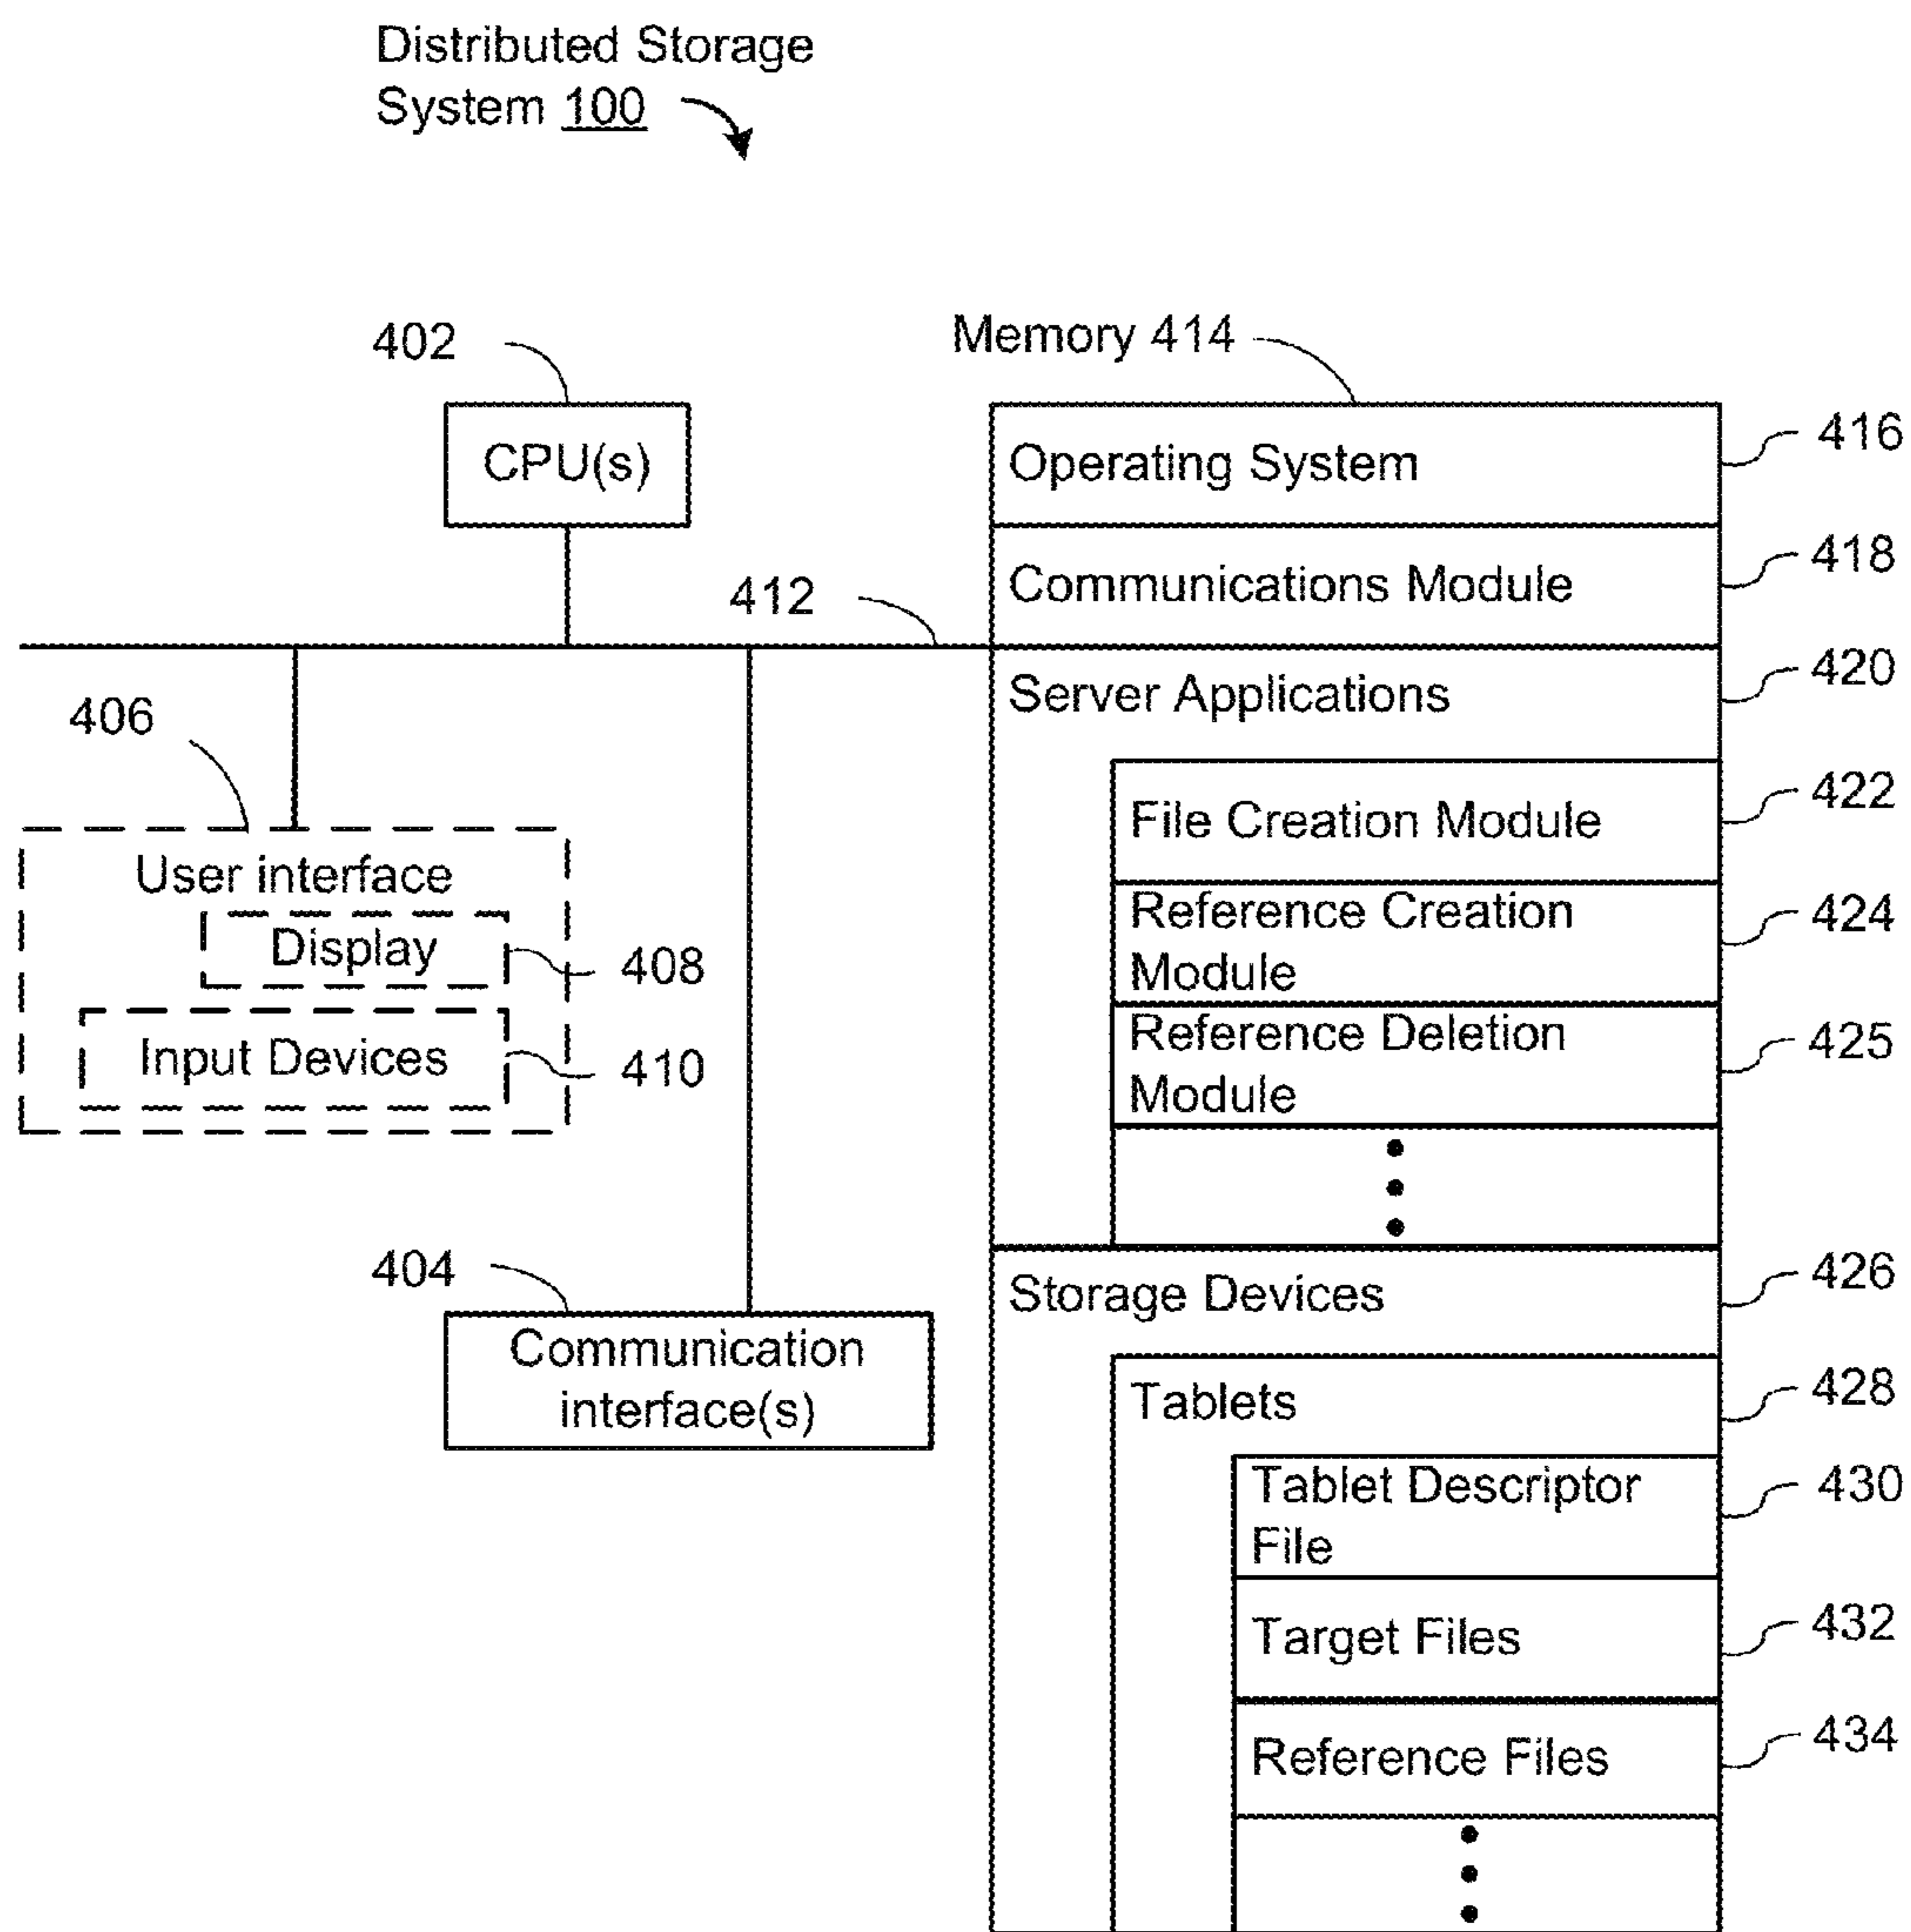 Distributed Storage
System 100
402
Memory 414
CPU(s)
Operating System
416
Communications Module
418
412
Server Applications
420
406
File Creation Module
422
User interface
Display
408
Input Devices
410
Reference Creation
Module
424
Reference Deletion
Module
425
404
Communication
interface(s)
Storage Devices
426
Tablets
428
Tablet Descriptor
File
430
Target Files
432
Reference Files
434